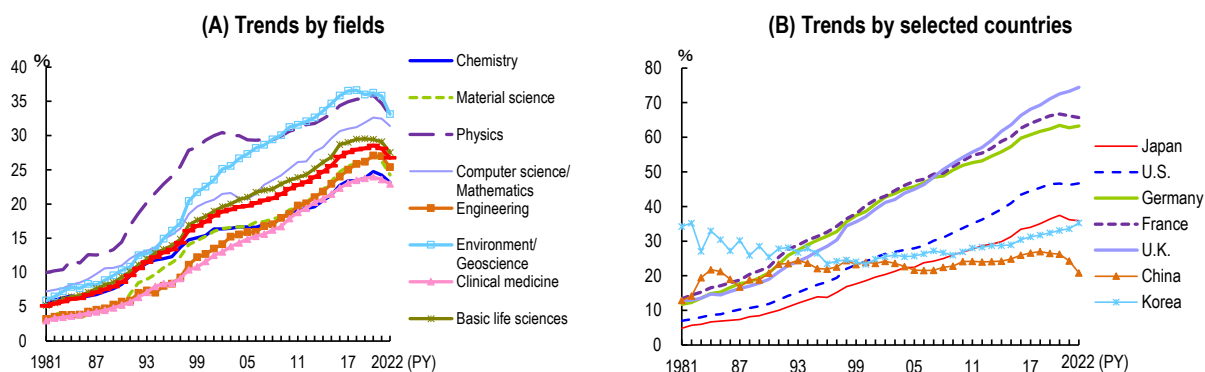 (A) Trends by fields
%
40
35
30
25
20
15
10
5
0
1981 87 93 99 05 11 17 2022 (PY)
Chemistry
Material science
Physics
Computer science/
Mathematics
Engineering
Environment/
Geoscience
Clinical medicine
Basic life sciences
(B) Trends by selected countries
%
80
70
60
50
40
30
20
10
0
1981 87 93 99 05 11 17 2022 (PY)
Japan
U.S.
Germany
France
U.K.
China
Korea